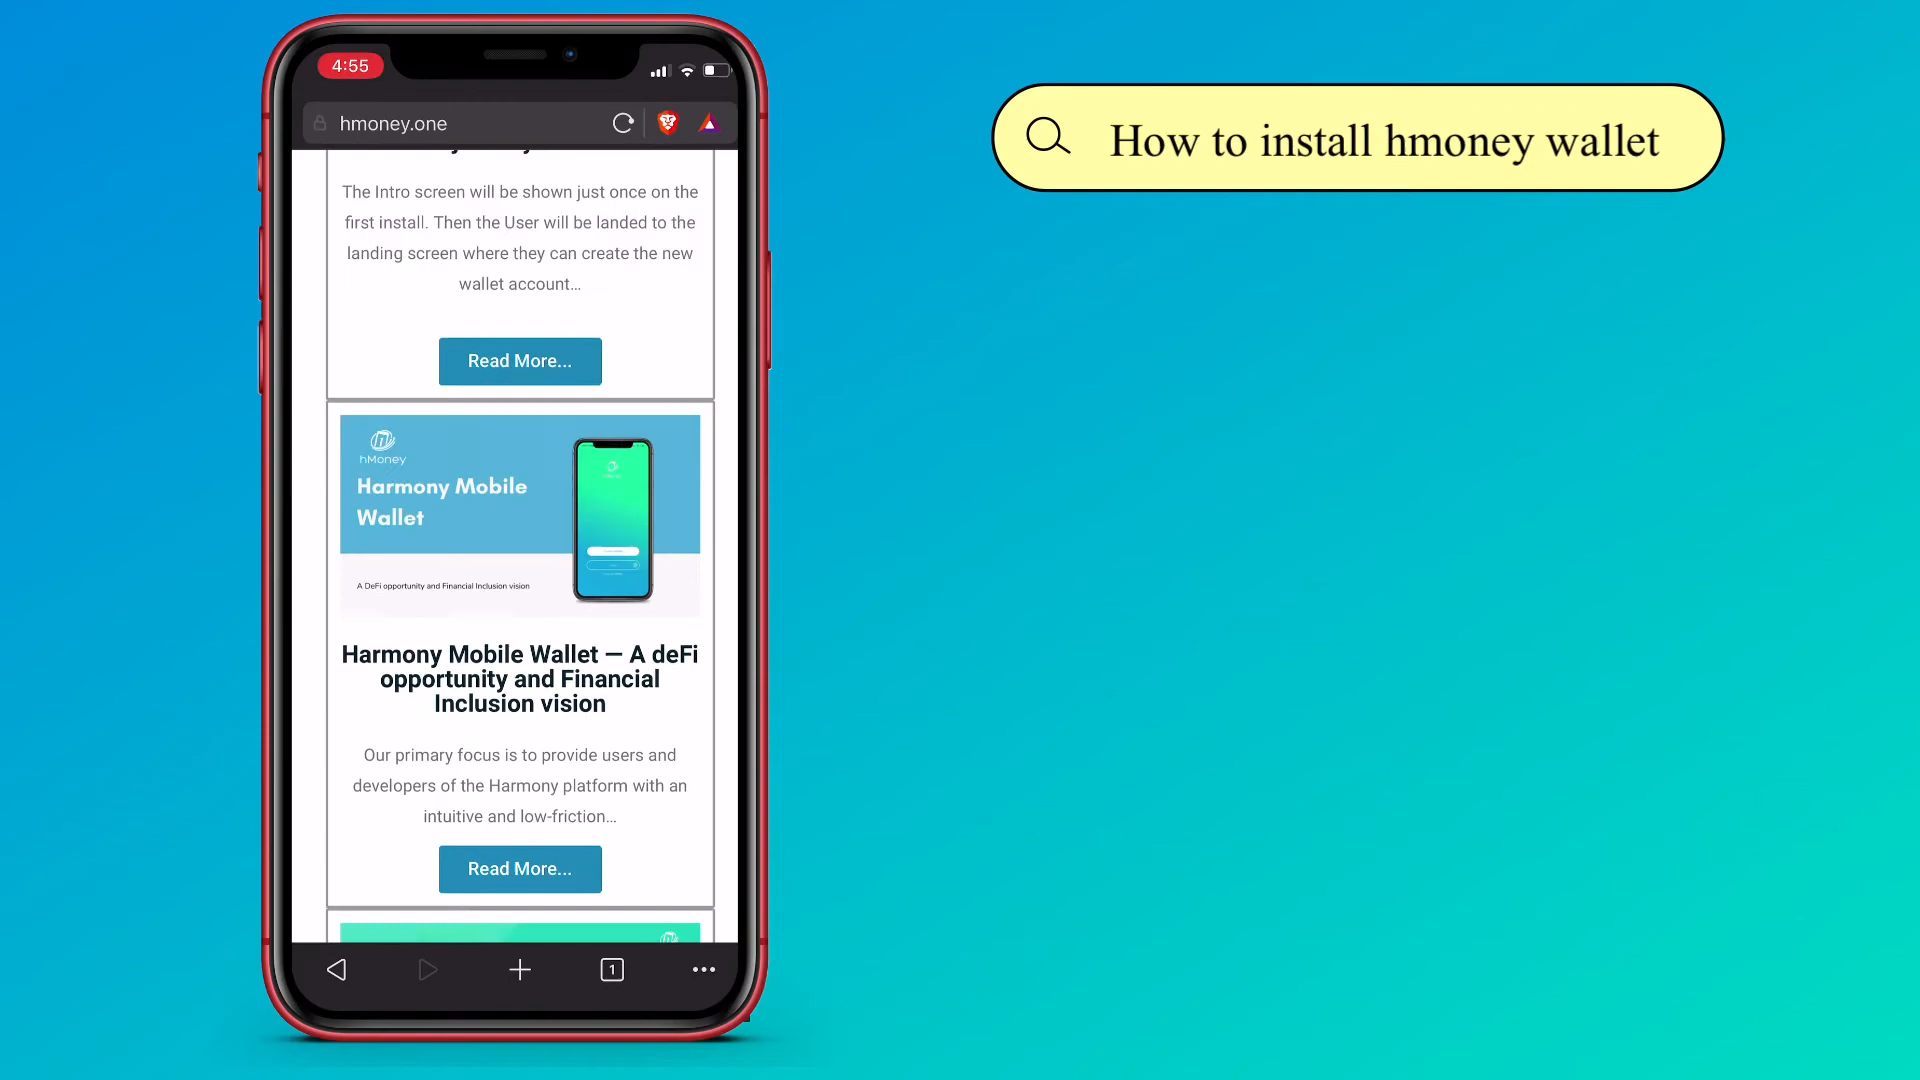 4:55
hmoney.one
The Intro screen will be shown just once on the
first install. Then the User will be landed to the
landing screen where they can create the new
wallet account...
Read More...
hMoney
Harmony Mobile
Wallet
A DeFi opportunity and Financial Inclusion vision
Harmony Mobile Wallet — A deFi
opportunity and Financial
Inclusion vision
Our primary focus is to provide users and
developers of the Harmony platform with an
intuitive and low-friction...
Read More...
1
How to install hmoney wallet